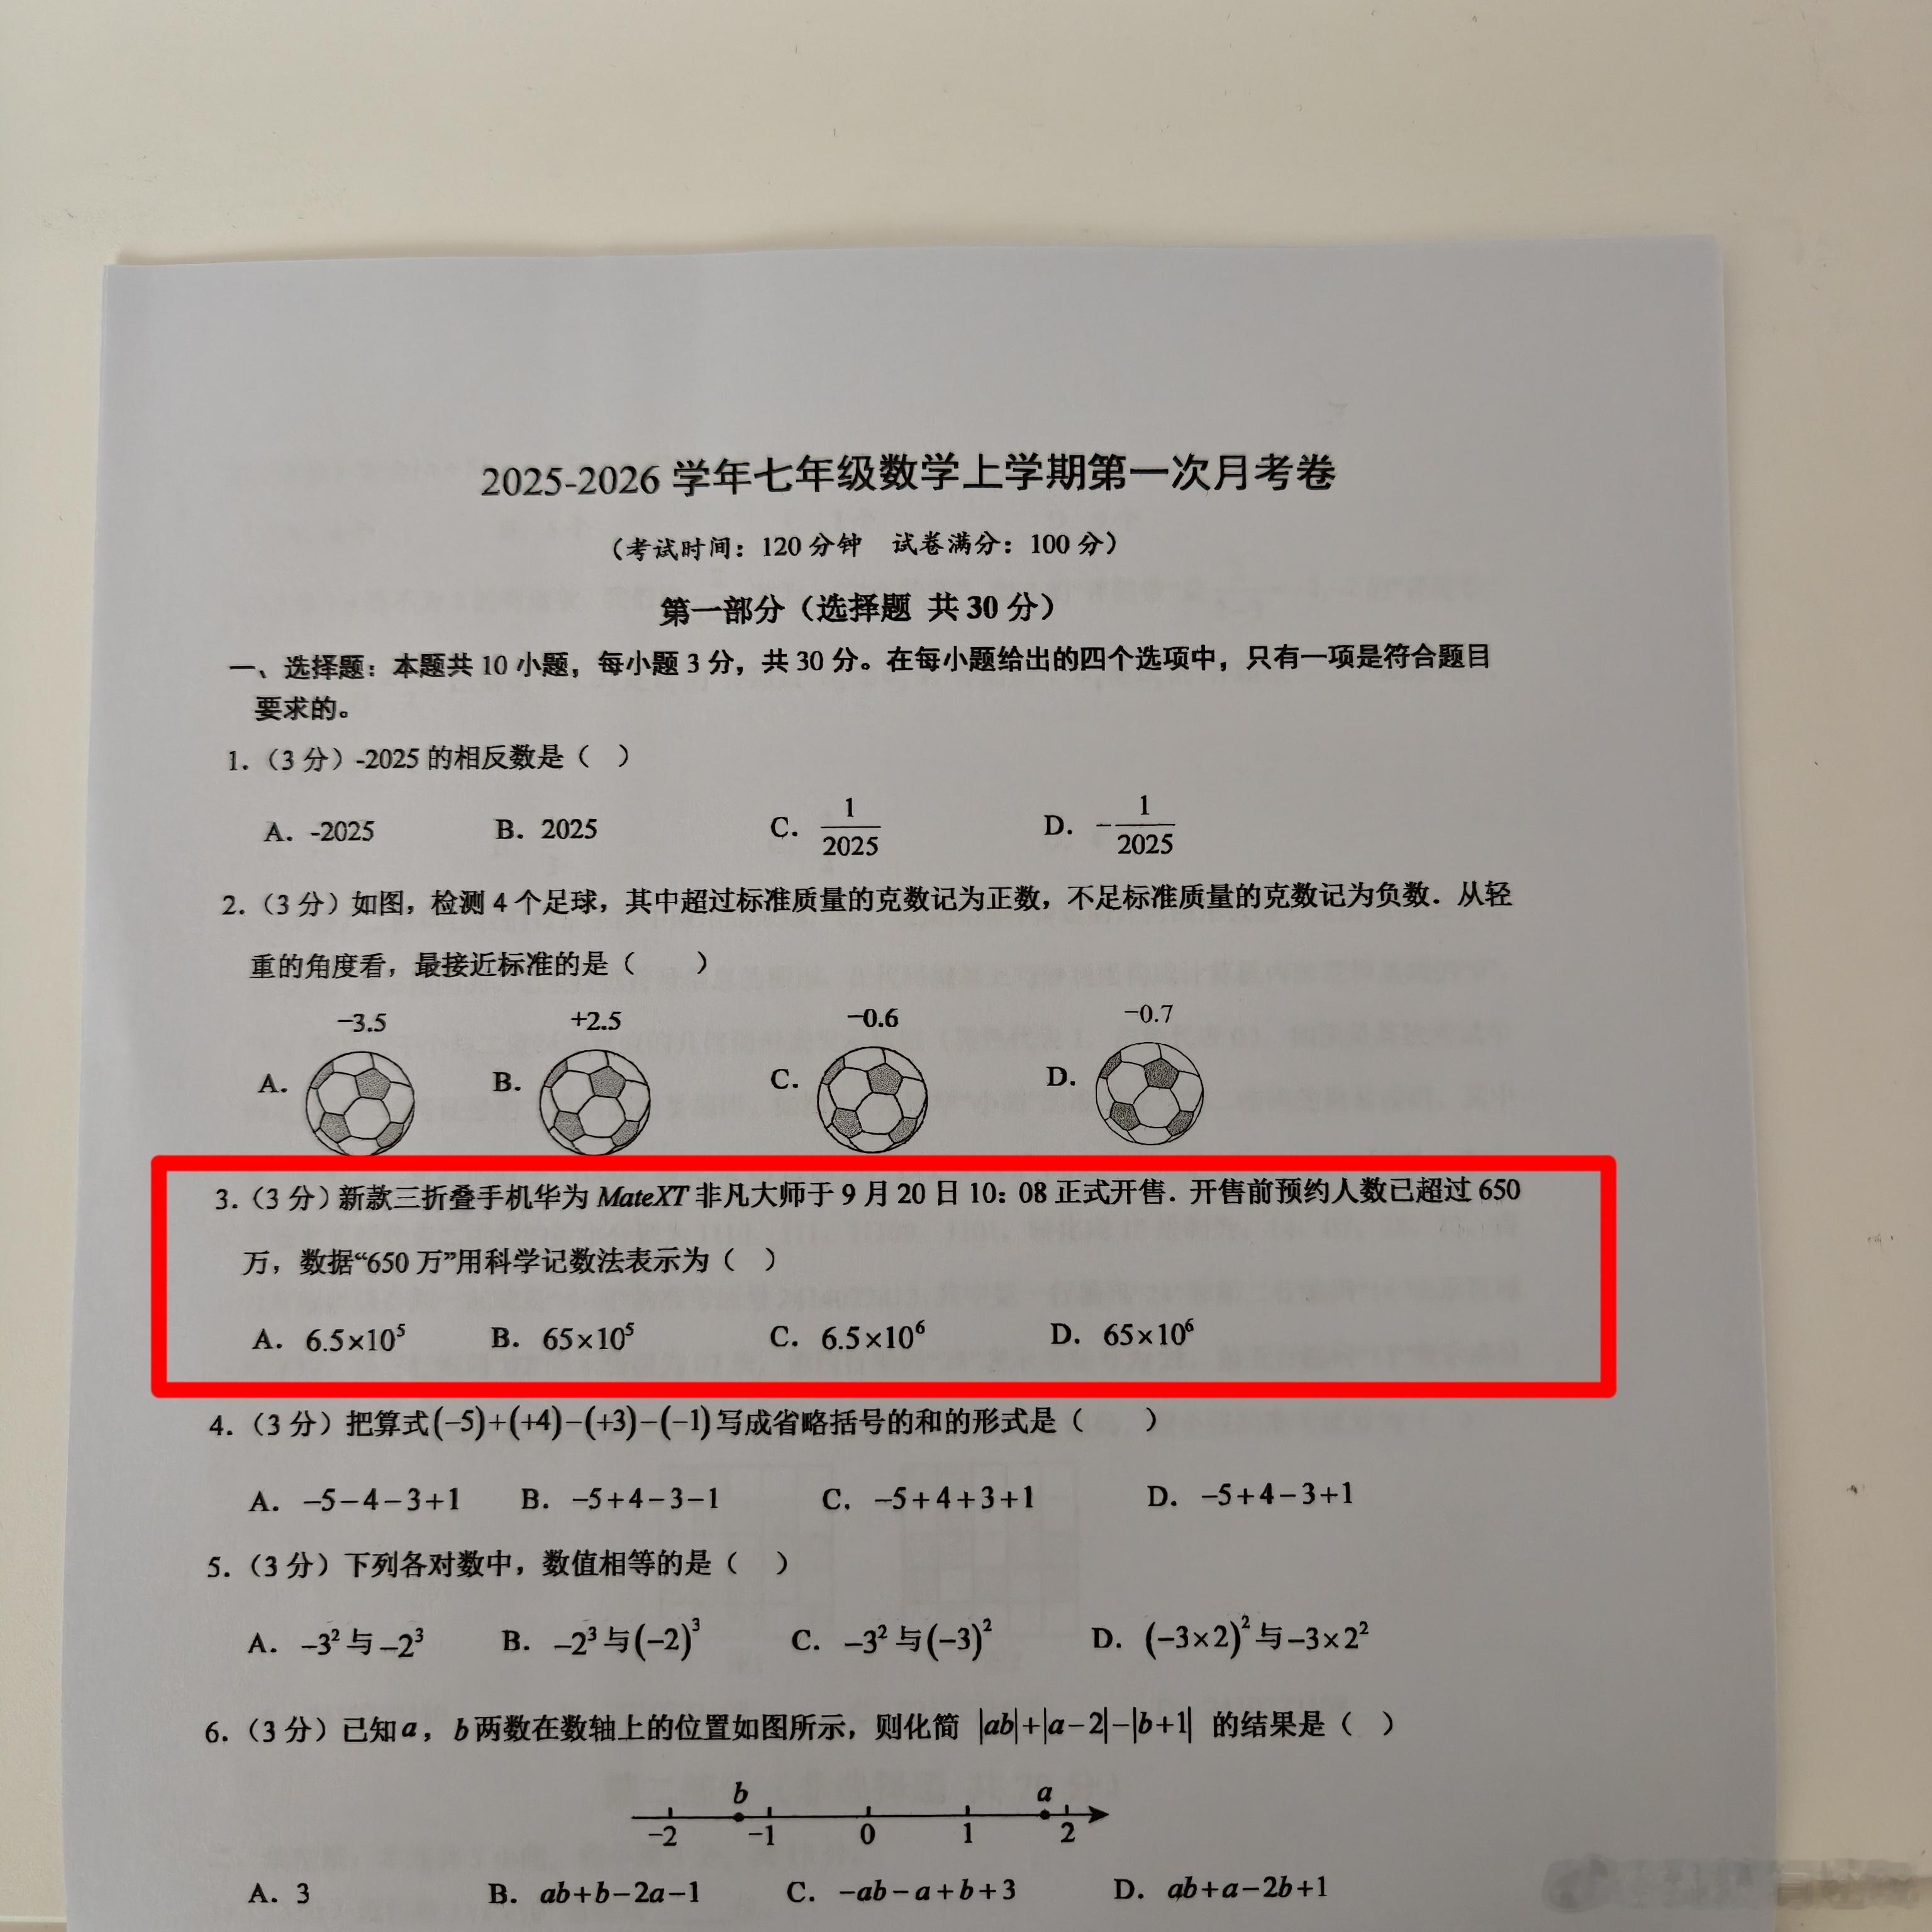 2025-2026 学年七年级数学上学期第一次月考卷
（考试时间：120 分钟 试卷满分：100 分）
第一部分（选择题 共 30 分）
一、选择题：本题共 10 小题，每小题 3 分，共 30 分。在每小题给出的四个选项中，只有一项是符合题目
要求的。
1.（3 分）-2025 的相反数是（ ）
A. -2025 B. 2025 C. 1/2025 D. -1/2025
2.（3 分）如图，检测 4 个足球，其中超过标准质量的克数记为正数，不足标准质量的克数记为负数．从轻
重的角度看，最接近标准的是（ ）
−3.5 +2.5 −0.6 −0.7
A. B. C. D.
3.（3 分）新款三折叠手机华为 MateXT 非凡大师于 9 月 20 日 10：08 正式开售．开售前预约人数已超过 650
万，数据“650 万”用科学记数法表示为（ ）
A. 6.5×10⁵ B. 65×10⁵ C. 6.5×10⁶ D. 65×10⁶
4.（3 分）把算式(−5)+(+4)−(+3)−(−1)写成省略括号的和的形式是（ ）
A. −5−4−3+1 B. −5+4−3−1 C. −5+4+3+1 D. −5+4−3+1
5.（3 分）下列各对数中，数值相等的是（ ）
A. −3²与−2³ B. −2³与(−2)³ C. −3²与(−3)² D. (−3×2)²与−3×2²
6.（3 分）已知a，b两数在数轴上的位置如图所示，则化简 |ab|+|a−2|−|b+1| 的结果是（ ）
b a
−2 −1 0 1 2
A. 3 B. ab+b−2a−1 C. −ab−a+b+3 D. ab+a−2b+1